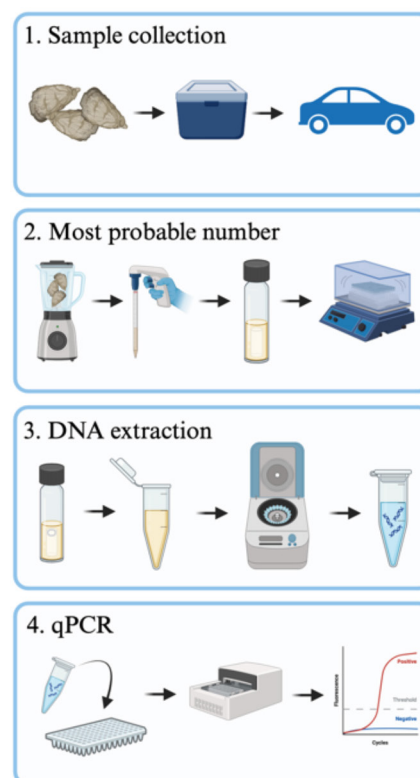 1. Sample collection
2. Most probable number
3. DNA extraction
4. qPCR
Positive
Fluorescence
Threshold
Negative
Cycles